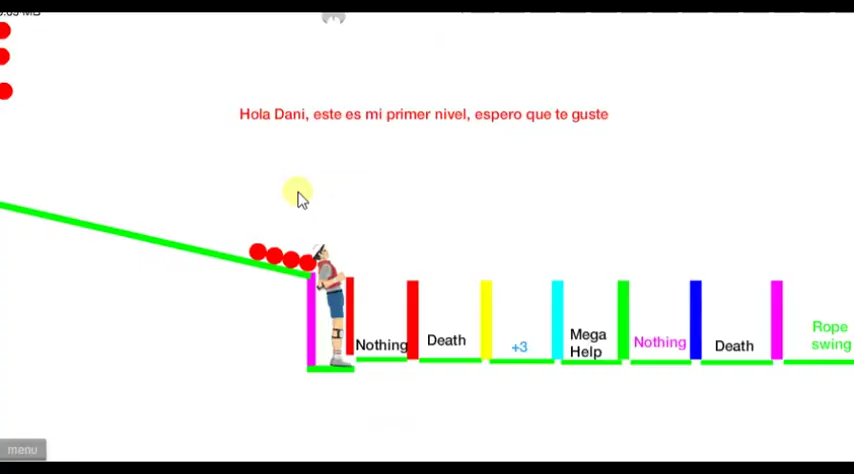 Hola Dani, este es mi primer nivel, espero que te guste
Nothing
Death
+3
Mega
Help
Nothing
Death
Rope
swing
menu